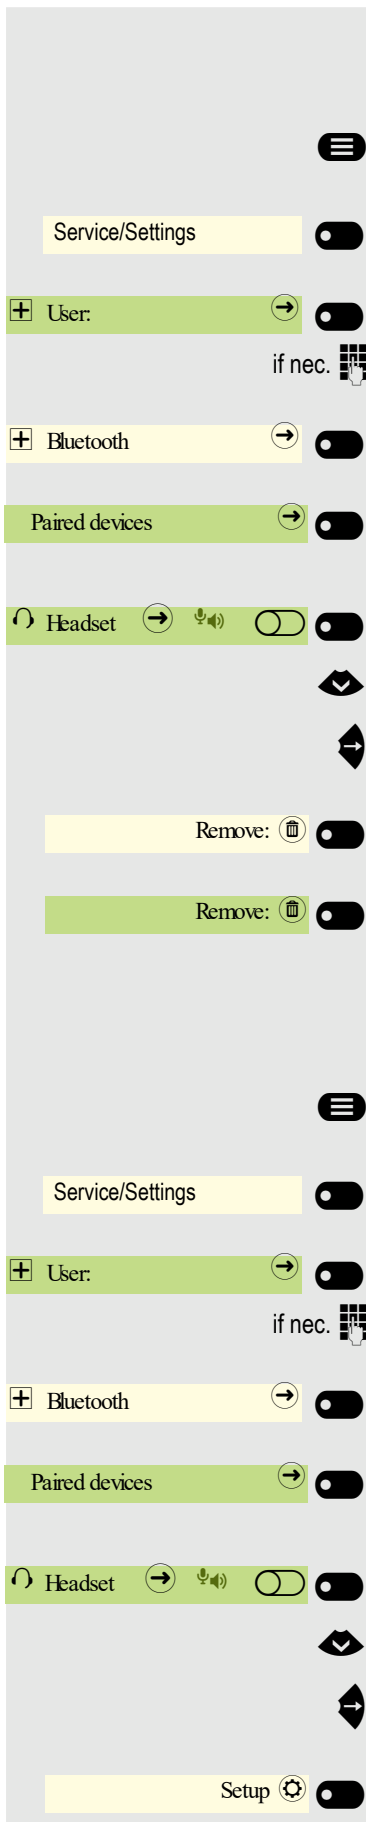 Service/Settings
User:
if nec.
Bluetooth
Paired devices
Headset
Remove:
Remove:
Service/Settings
User:
if nec.
Bluetooth
Paired devices
Headset
Setup